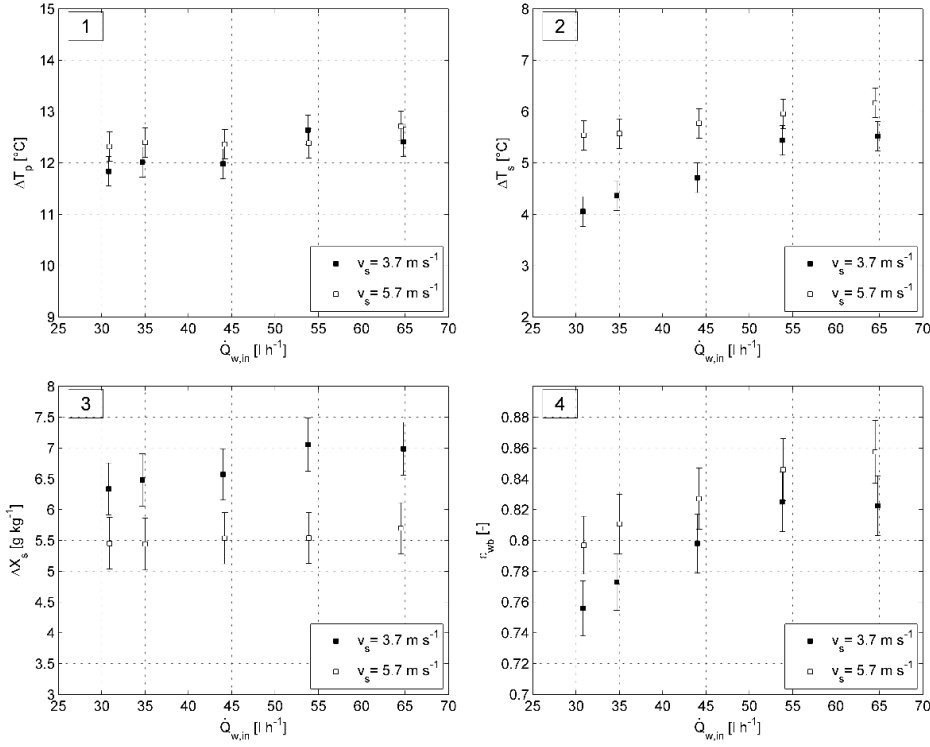 1
15
14
13
12
11
10
9
ΔT_p [°C]
25 30 35 40 45 50 55 60 65 70
Q̇_w,in [l h⁻¹]
v_s = 3.7 m s⁻¹
v_s = 5.7 m s⁻¹
2
8
7
6
5
4
3
2
ΔT_s [°C]
25 30 35 40 45 50 55 60 65 70
Q̇_w,in [l h⁻¹]
v_s = 3.7 m s⁻¹
v_s = 5.7 m s⁻¹
3
8
7.5
7
6.5
6
5.5
5
4.5
4
3.5
3
ΔX_s [g kg⁻¹]
25 30 35 40 45 50 55 60 65 70
Q̇_w,in [l h⁻¹]
v_s = 3.7 m s⁻¹
v_s = 5.7 m s⁻¹
4
0.88
0.86
0.84
0.82
0.8
0.78
0.76
0.74
0.72
0.7
ε_wb [-]
25 30 35 40 45 50 55 60 65 70
Q̇_w,in [l h⁻¹]
v_s = 3.7 m s⁻¹
v_s = 5.7 m s⁻¹